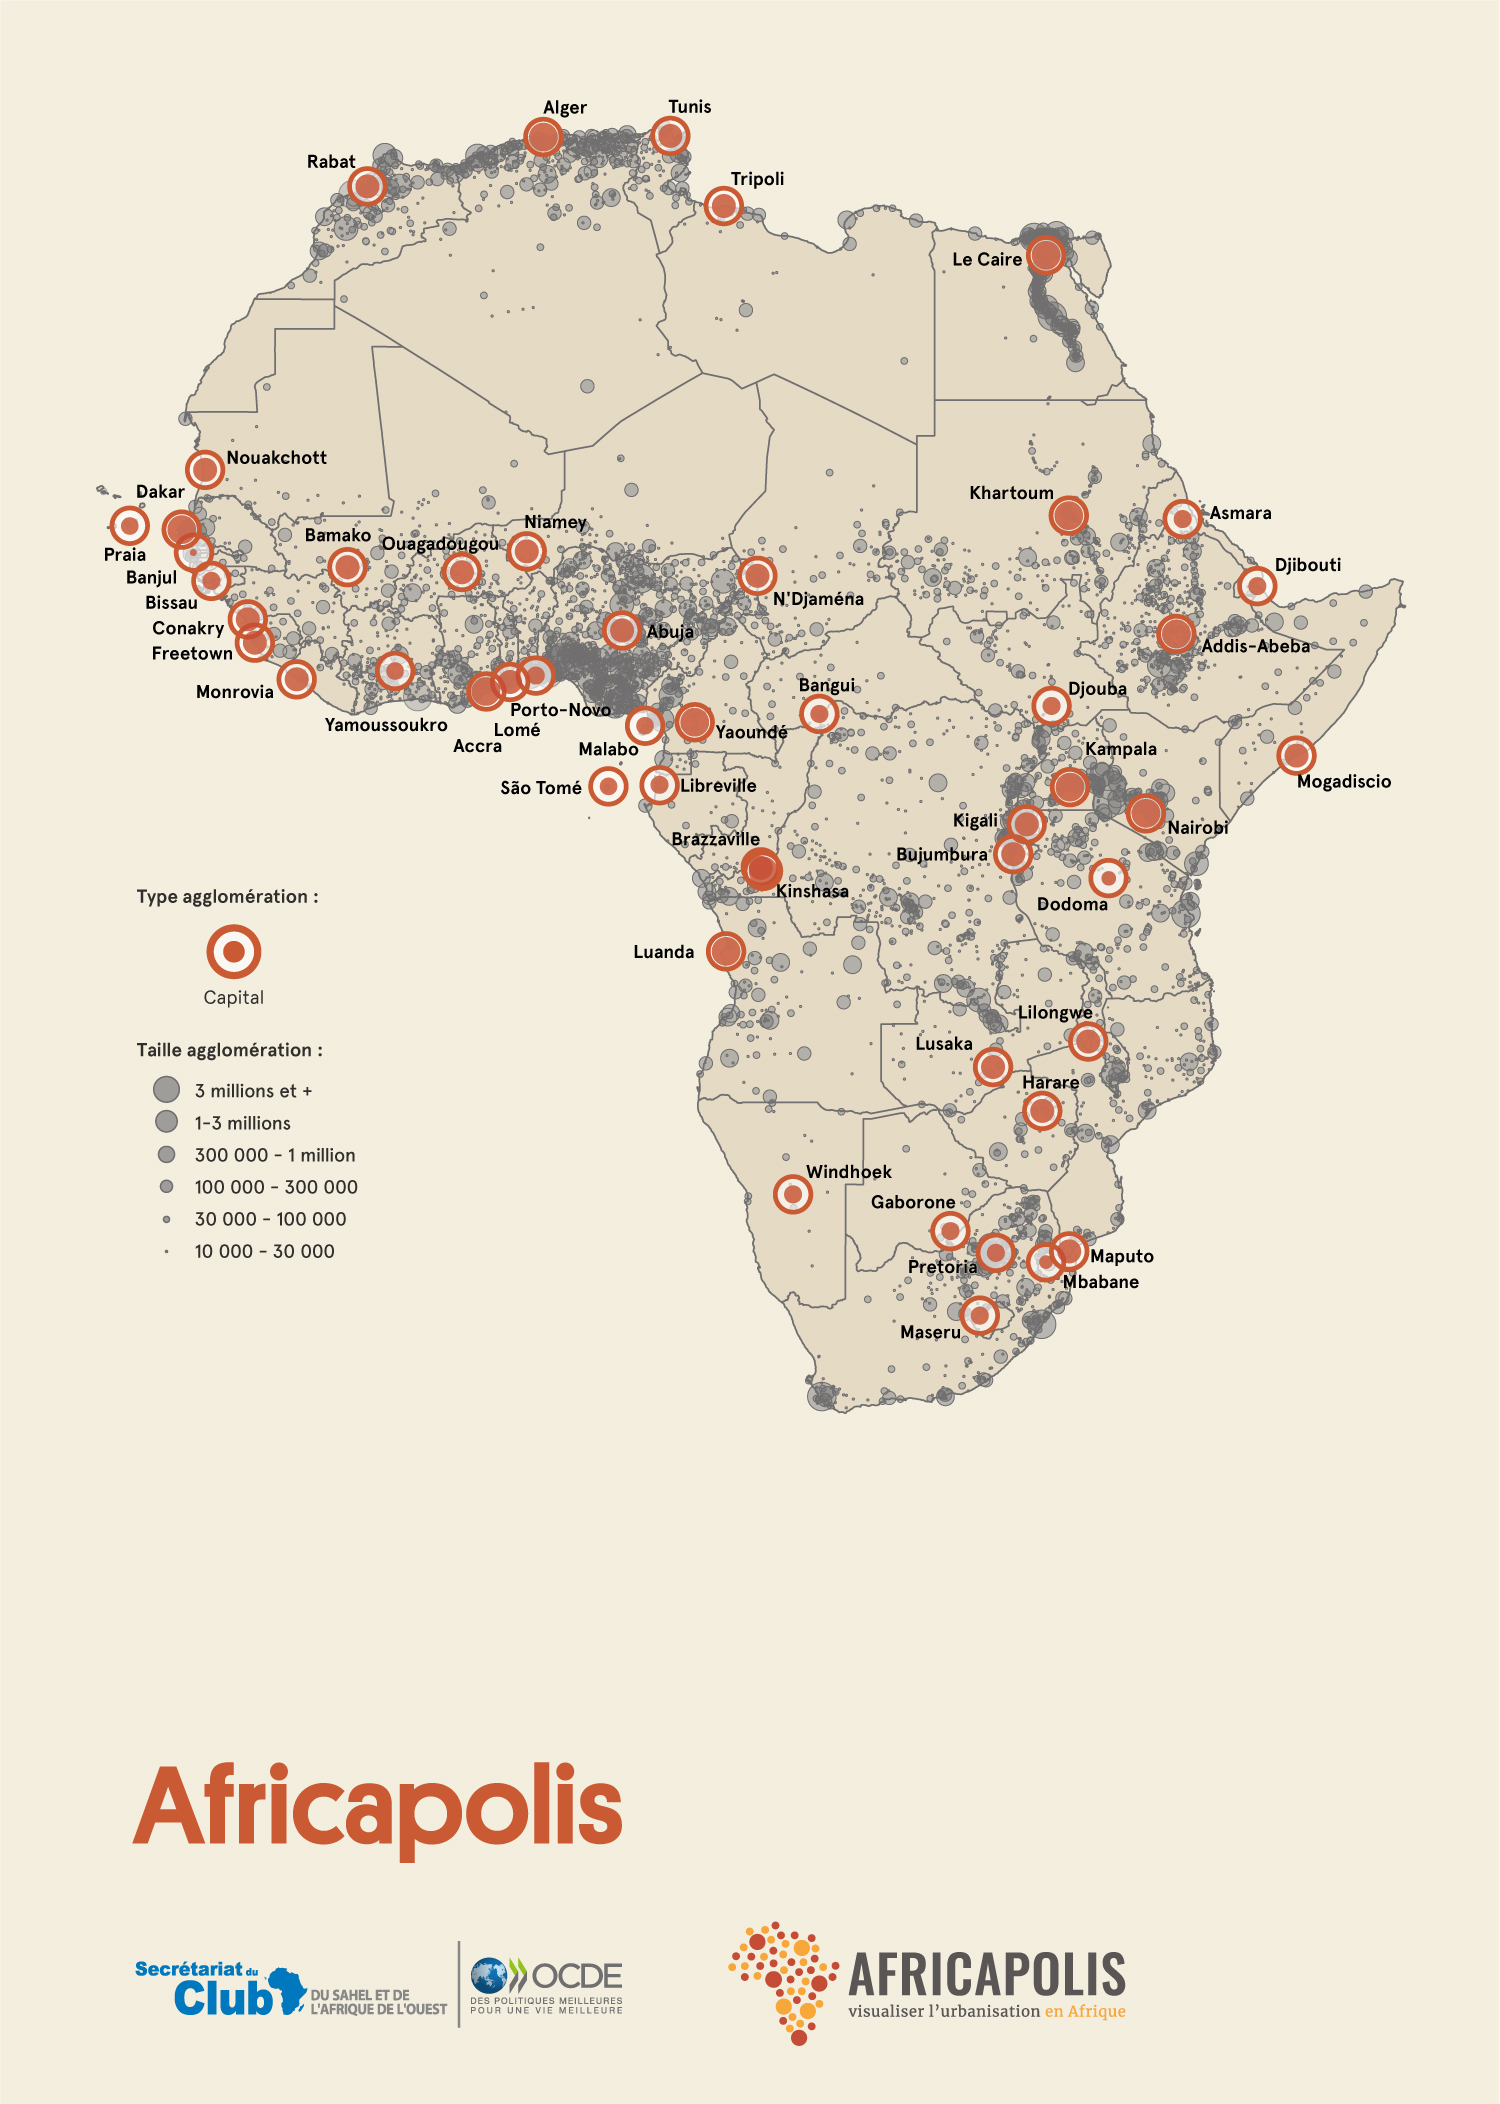 Alger
Tunis
Rabat
Tripoli
Le Caire
Nouakchott
Dakar
Khartoum
Asmara
Niamey
Bamako
Ouagadougou
Praia
Djibouti
Banjul
N'Djaména
Bissau
Conakry
Abuja
Freetown
Addis-Abeba
Bangui
Djouba
Monrovia
Porto-Novo
Yamoussoukro
Lomé
Yaoundé
Accra
Malabo
Kampala
Mogadiscio
São Tomé
Libreville
Kigali
Nairobi
Brazzaville
Bujumbura
Kinshasa
Dodoma
Luanda
Lilongwe
Lusaka
Harare
Windhoek
Gaborone
Maputo
Pretoria
Mbabane
Maseru
Type agglomération :
Capital
Taille agglomération :
3 millions et +
1-3 millions
300 000 - 1 million
100 000 - 300 000
30 000 - 100 000
10 000 - 30 000
Africapolis
Secrétariat du
Club
DU SAHEL ET DE
L'AFRIQUE DE L'OUEST
OCDE
DES POLITIQUES MEILLEURES
POUR UNE VIE MEILLEURE
AFRICAPOLIS
visualiser l'urbanisation en Afrique